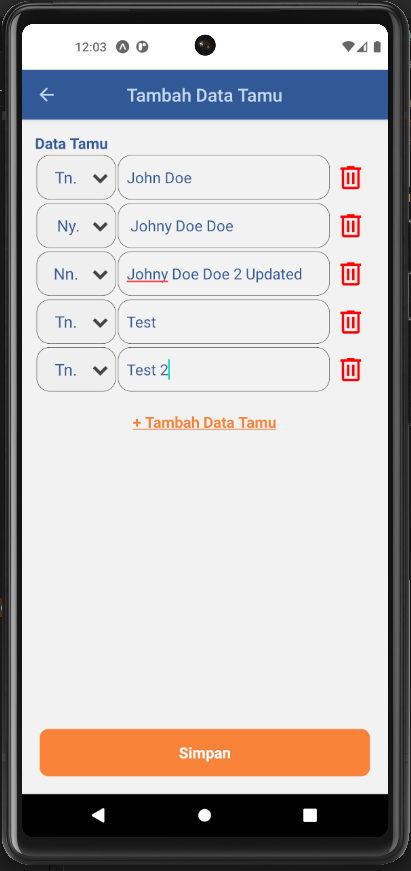 12:03
Tambah Data Tamu
Data Tamu
Tn. John Doe
Ny. Johny Doe Doe
Nn. Johny Doe Doe 2 Updated
Tn. Test
Tn. Test 2
+ Tambah Data Tamu
Simpan